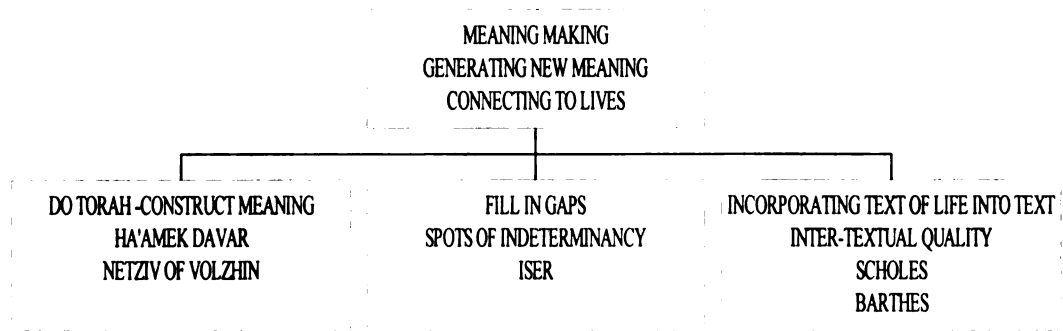 MEANING MAKING
GENERATING NEW MEANING
CONNECTING TO LIVES
DO TORAH -CONSTRUCT MEANING
HA'AMEK DAVAR
NETZIV OF VOLZHIN
FILL IN GAPS
SPOTS OF INDETERMINANCY
ISER
INCORPORATING TEXT OF LIFE INTO TEXT
INTER-TEXTUAL QUALITY
SCHOLES
BARTHES